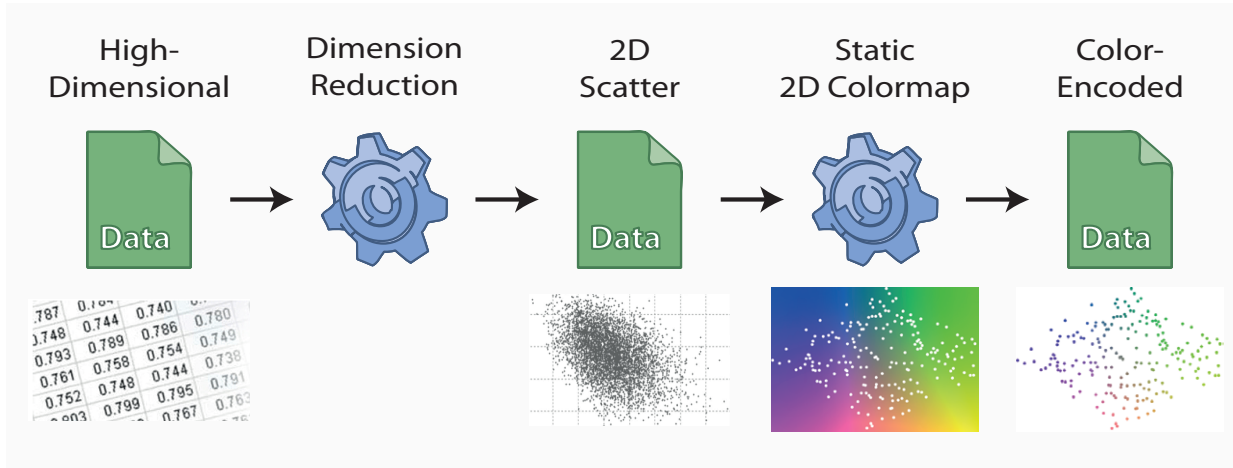 High-
Dimensional
Dimension
Reduction
2D
Scatter
Static
2D Colormap
Color-
Encoded
Data
Data
Data
.787 0.784
0.748 0.744 0.740 0.780
0.793 0.789 0.786 0.749
0.761 0.758 0.754 0.738
0.752 0.748 0.744 0.791
0.799 0.795
0.767